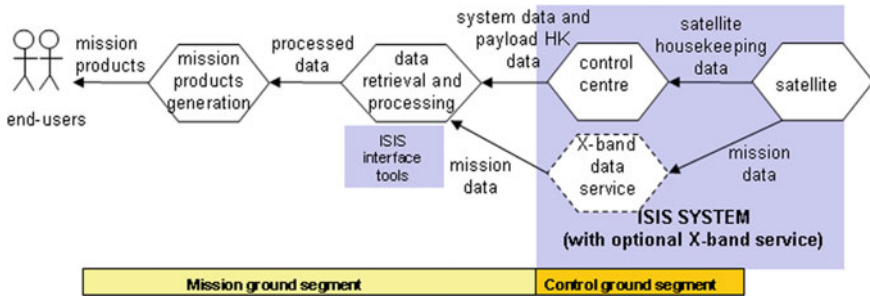 mission
products
end-users
mission
products
generation
processed
data
data
retrieval and
processing
ISIS
interface
tools
system data and
payload HK
data
mission
data
control
centre
X-band
data
service
satellite
housekeeping
data
mission
data
satellite
ISIS SYSTEM
(with optional X-band service)
Mission ground segment
Control ground segment